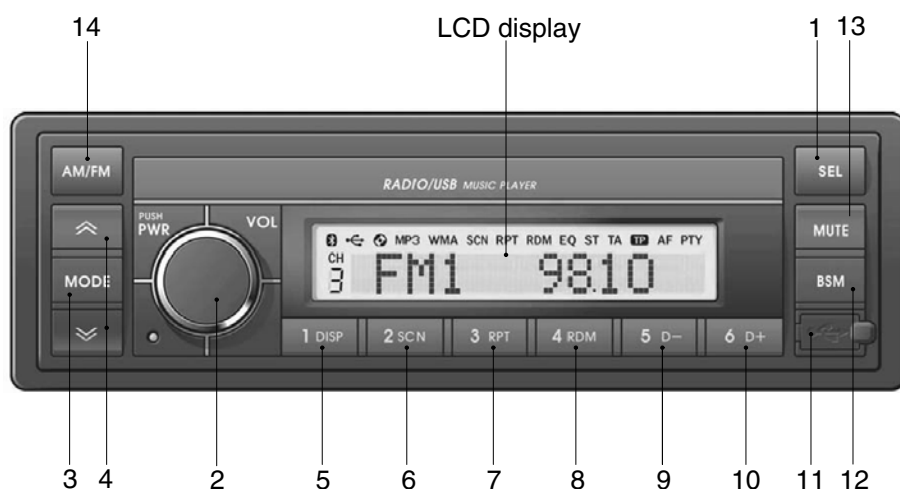 14 LCD display 1 13
AM/FM
RADIO/USB MUSIC PLAYER
SEL
PUSH
PWR
VOL
MP3 WMA SCN RPT RDM EQ ST TA TP AF PTY
MUTE
CH
3 FM1 98.10
MODE
BSM
1 DISP 2 SCN 3 RPT 4 RDM 5 D− 6 D+
3 4 2 5 6 7 8 9 10 11 12